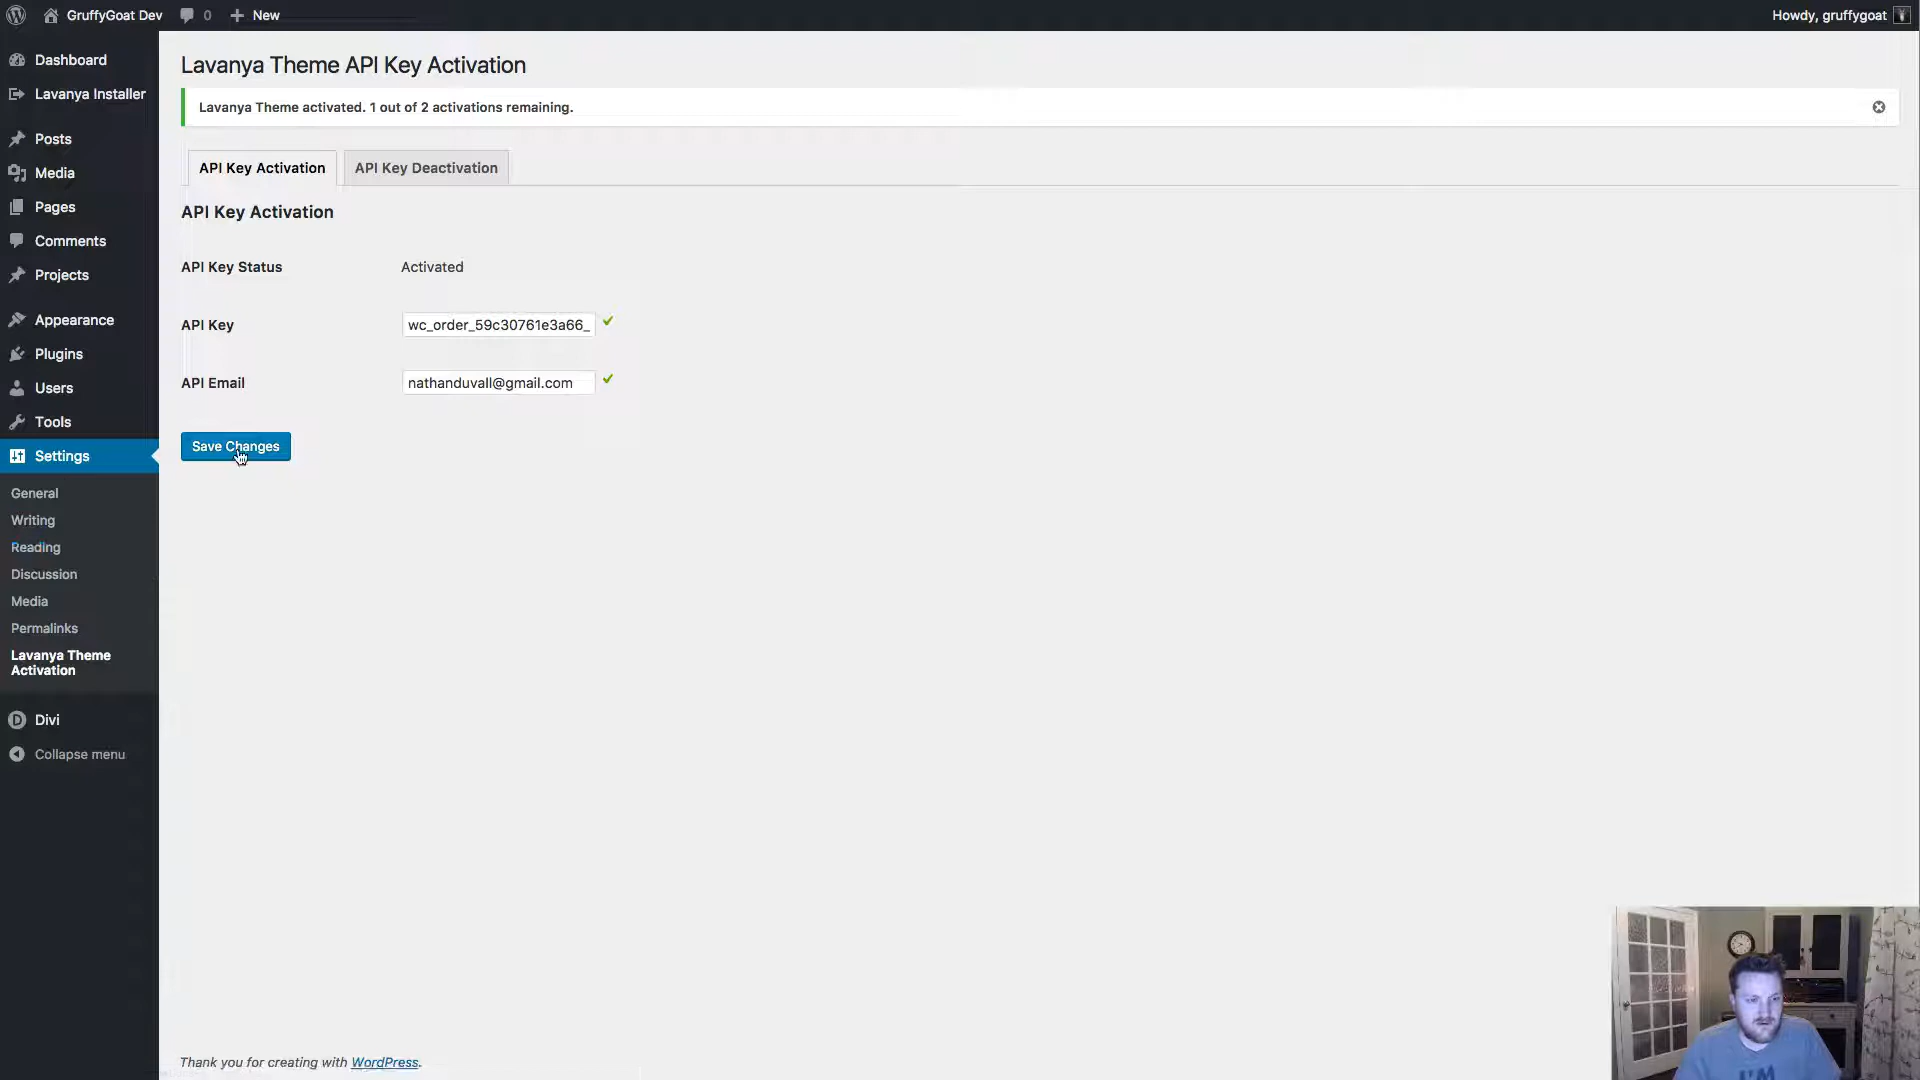 GruffyGoat Dev
0
New
Howdy, gruffygoat
Dashboard
Lavanya Installer
Posts
Media
Pages
Comments
Projects
Appearance
Plugins
Users
Tools
Settings
General
Writing
Reading
Discussion
Media
Permalinks
Lavanya Theme
Activation
Divi
Collapse menu
Lavanya Theme API Key Activation
Lavanya Theme activated. 1 out of 2 activations remaining.
API Key Activation
API Key Deactivation
API Key Activation
API Key Status
Activated
API Key
wc_order_59c30761e3a66_
API Email
nathanduvall@gmail.com
Save Changes
Thank you for creating with WordPress.
I'M